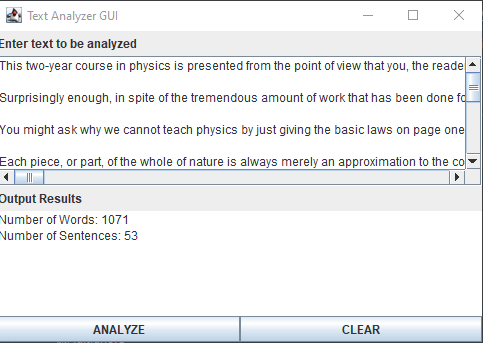 Text Analyzer GUI
Enter text to be analyzed
This two-year course in physics is presented from the point of view that you, the reade
Surprisingly enough, in spite of the tremendous amount of work that has been done fo
You might ask why we cannot teach physics by just giving the basic laws on page one
Each piece, or part, of the whole of nature is always merely an approximation to the co
Output Results
Number of Words: 1071
Number of Sentences: 53
ANALYZE CLEAR